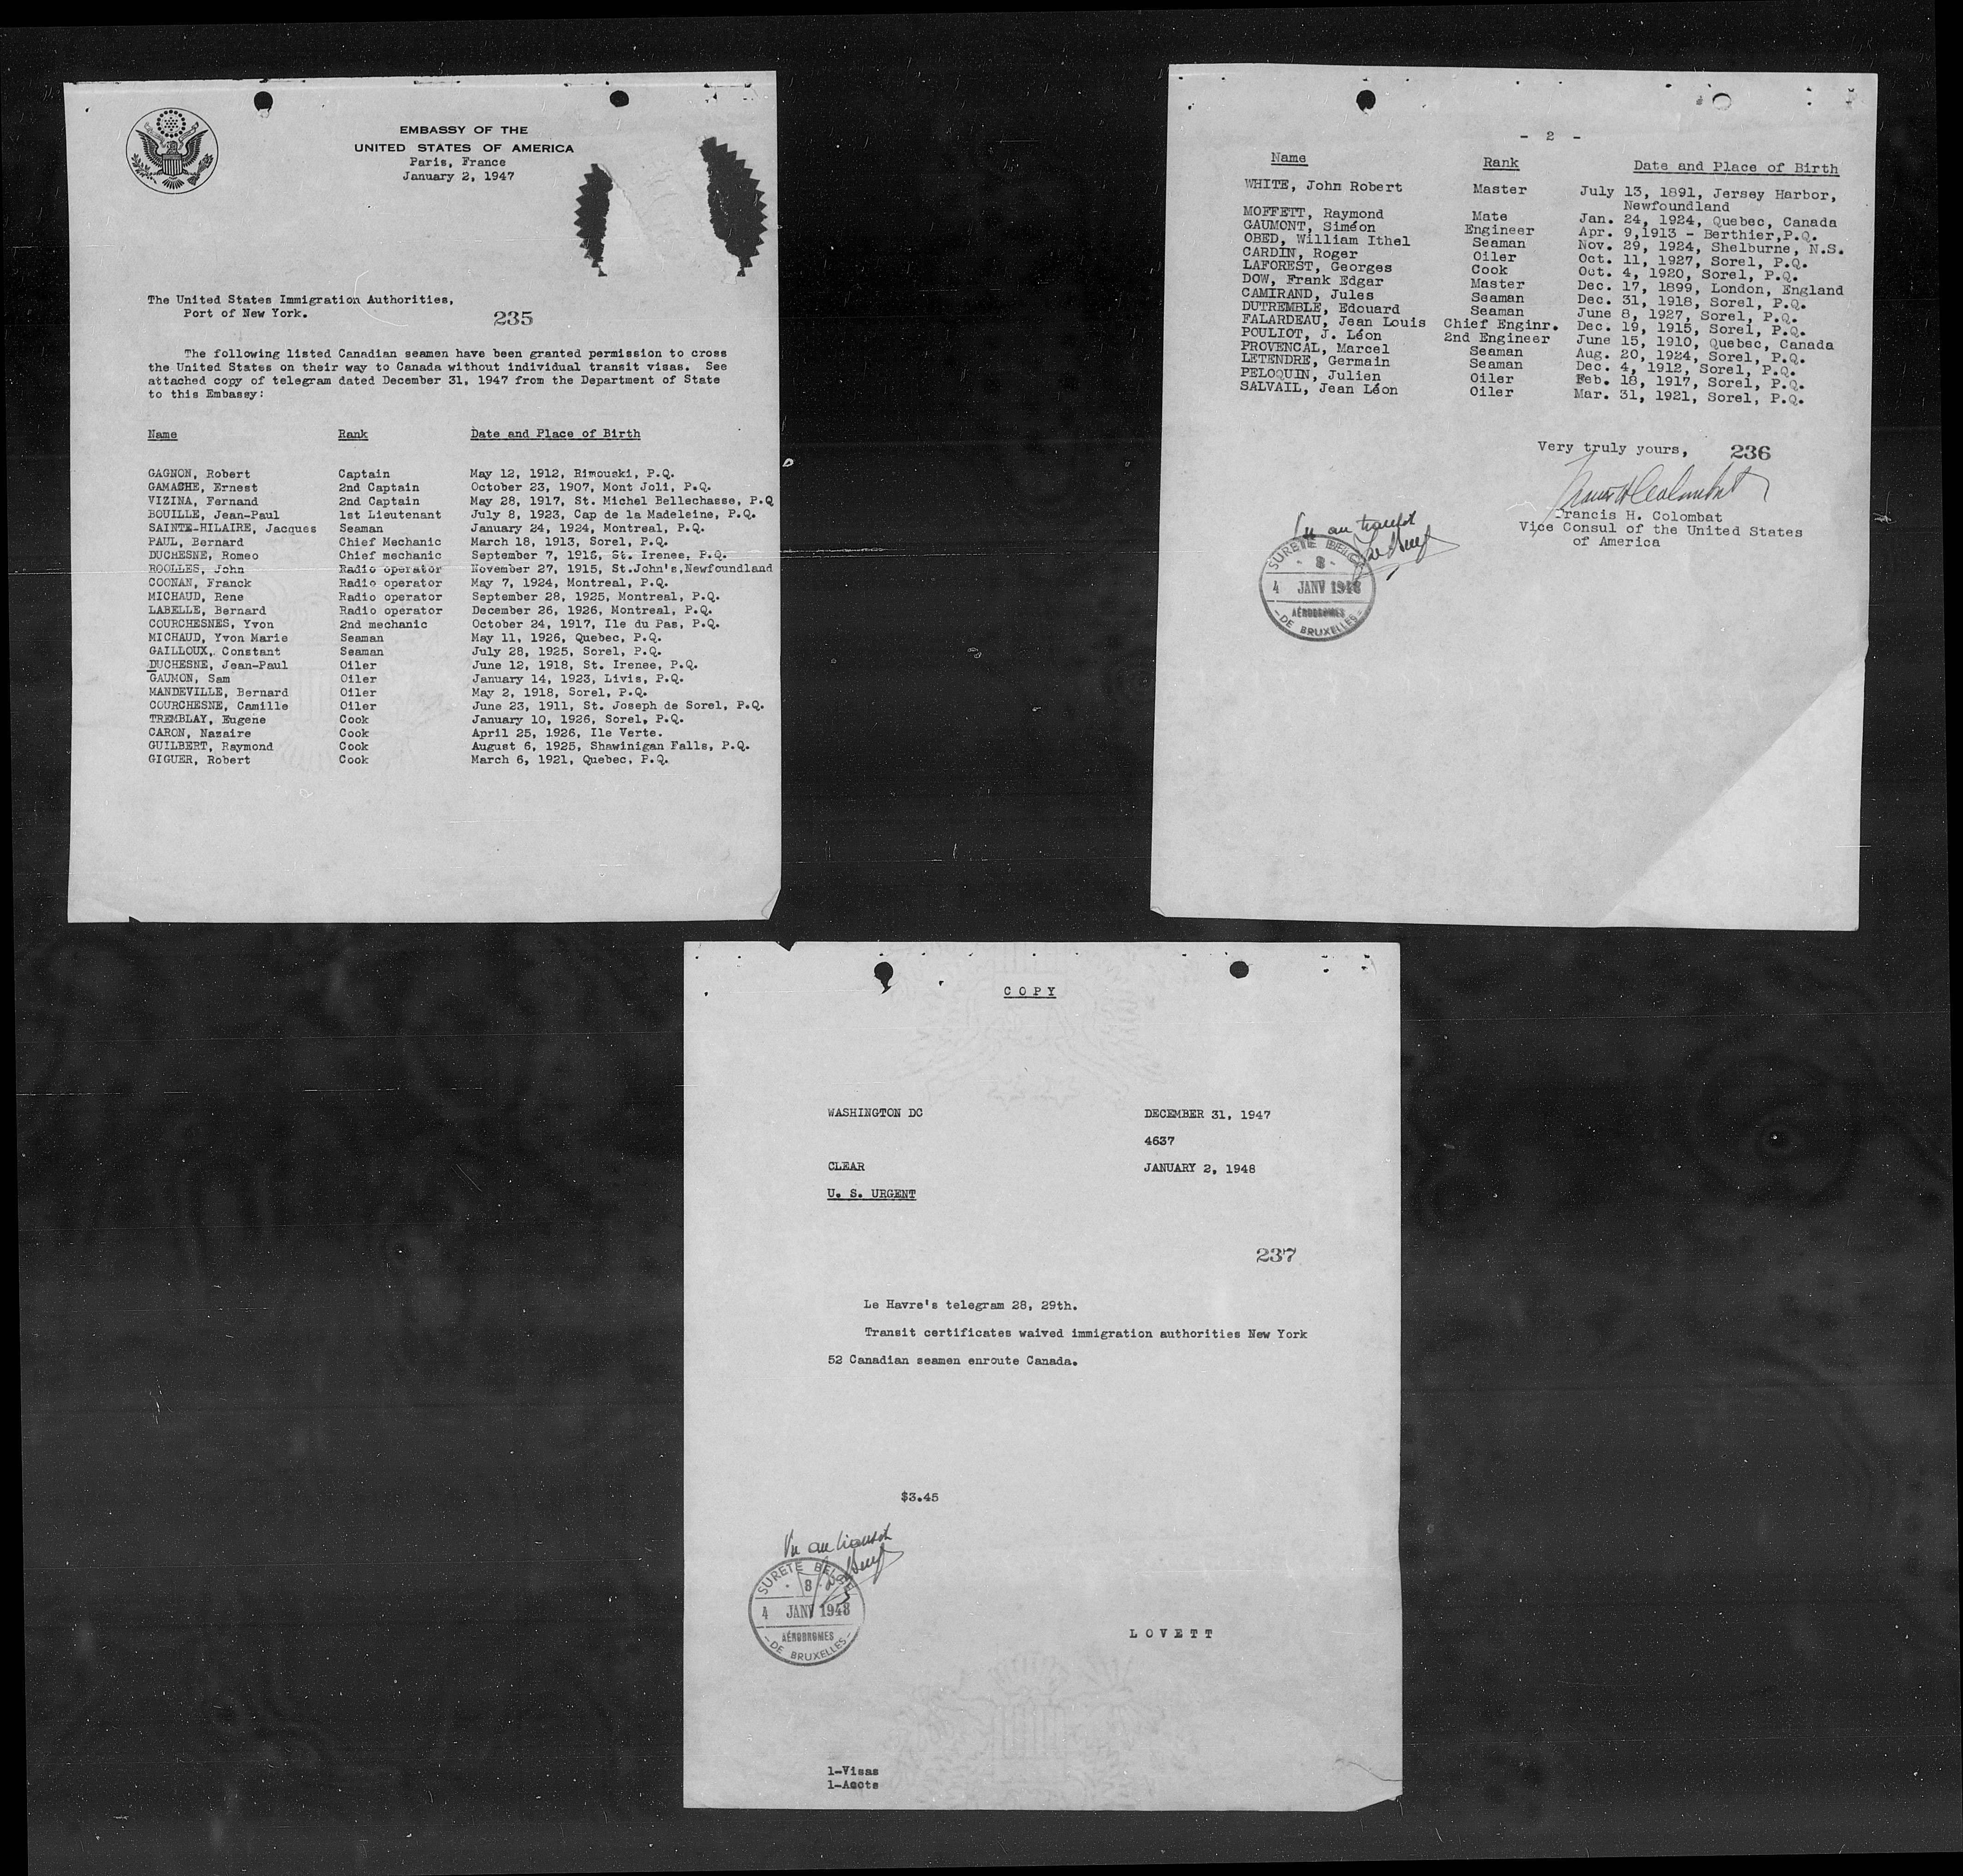 EMBASSY OF THE
UNITED STATES OF AMERICA
Paris, France
January 2, 1947
The United States Immigration Authorities,
Port of New York.
235
The following listed Canadian seamen have been granted permission to cross
the United States on their way to Canada without individual transit visas. See
attached copy of telegram dated December 31, 1947 from the Department of State
to this Embassy:
Name Rank Date and Place of Birth
GAGNON, Robert Captain May 12, 1912, Rimouski, P.Q.
GAMACHE, Ernest 2nd Captain October 23, 1907, Mont Joli, P.Q.
VIZINA, Fernand 2nd Captain May 28, 1917, St. Michel Bellechasse, P.Q
BOUILLE, Jean-Paul 1st Lieutenant July 8, 1923, Cap de la Madeleine, P.Q.
SAINTE-HILAIRE, Jacques Seaman January 24, 1924, Montreal, P.Q.
PAUL, Bernard Chief Mechanic March 18, 1913, Sorel, P.Q.
DUCHESNE, Romeo Chief mechanic September 7, 1915, St. Irenee, P.Q.
ROOLLES, John Radio operator November 27, 1915, St.John's,Newfoundland
COONAN, Franck Radio operator May 7, 1924, Montreal, P.Q.
MICHAUD, Rene Radio operator September 28, 1925, Montreal, P.Q.
LABELLE, Bernard Radio operator December 26, 1926, Montreal, P.Q.
COURCHESNES, Yvon 2nd mechanic October 24, 1917, Ile du Pas, P.Q.
MICHAUD, Yvon Marie Seaman May 11, 1926, Quebec, P.Q.
GAILLOUX, Constant Seaman July 28, 1925, Sorel, P.Q.
DUCHESNE, Jean-Paul Oiler June 12, 1918, St. Irenee, P.Q.
GAUMON, Sam Oiler January 14, 1923, Livis, P.Q.
MANDEVILLE, Bernard Oiler May 2, 1918, Sorel, P.Q.
COURCHESNE, Camille Oiler June 23, 1911, St. Joseph de Sorel, P.Q.
TREMBLAY, Eugene Cook January 10, 1926, Sorel, P.Q.
CARON, Nazaire Cook April 25, 1926, Ile Verte.
GUILBERT, Raymond Cook August 6, 1925, Shawinigan Falls, P.Q.
GIGUER, Robert Cook March 6, 1921, Quebec, P.Q.
- 2 -
Name Rank Date and Place of Birth
WHITE, John Robert Master July 13, 1891, Jersey Harbor,
Newfoundland
MOFFETT, Raymond Mate Jan. 24, 1924, Quebec, Canada
GAUMONT, Siméon Engineer Apr. 9,1913 - Berthier,P.Q.
OBED, William Ithel Seaman Nov. 29, 1924, Shelburne, N.S.
CARDIN, Roger Oiler Oct. 11, 1927, Sorel, P.Q.
LAFOREST, Georges Cook Oct. 4, 1920, Sorel, P.Q.
DOW, Frank Edgar Master Dec. 17, 1899, London, England
CAMIRAND, Jules Seaman Dec. 31, 1918, Sorel, P.Q.
DUTREMBLE, Edouard Seaman June 8, 1927, Sorel, P.Q.
FALARDEAU, Jean Louis Chief Enginr. Dec. 19, 1915, Sorel, P.Q.
POULIOT, J. Léon 2nd Engineer June 15, 1910, Quebec, Canada
PROVENCAL, Marcel Seaman Aug. 20, 1924, Sorel, P.Q.
LETENDRE, Germain Seaman Dec. 4, 1912, Sorel, P.Q.
PELOQUIN, Julien Oiler Feb. 18, 1917, Sorel, P.Q.
SALVAIL, Jean Léon Oiler Mar. 31, 1921, Sorel, P.Q.
Very truly yours, 236
Francis H. Colombat
Vice Consul of the United States
of America
Vu au transit
SURETE BELGE
- 8 -
4 JANV 1948
AÉRODROMES
- DE BRUXELLES -
COPY
WASHINGTON DC DECEMBER 31, 1947
4637
CLEAR JANUARY 2, 1948
U. S. URGENT
237
Le Havre's telegram 28, 29th.
Transit certificates waived immigration authorities New York
52 Canadian seamen enroute Canada.
$3.45
Vu au transit
SURETE BELGE
- 8 -
4 JANV 1948
AÉRODROMES
- DE BRUXELLES -
LOVETT
1-Visas
1-Accts